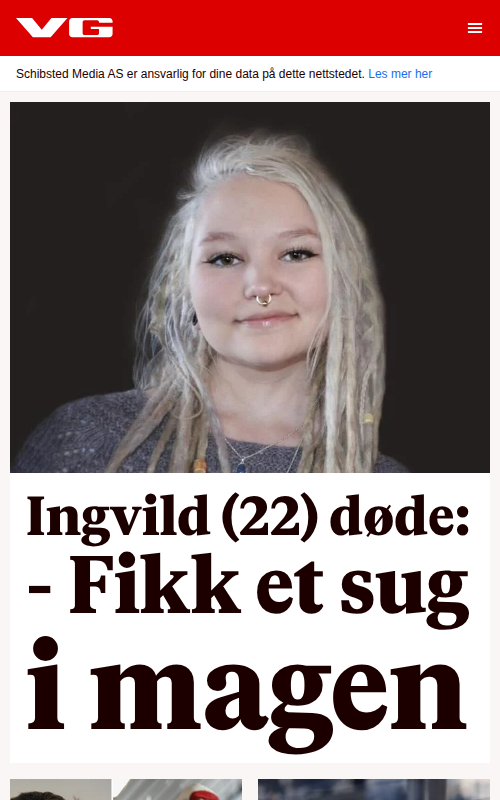 VG
Schibsted Media AS er ansvarlig for dine data på dette nettstedet. Les mer her
Ingvild (22) døde:
- Fikk et sug
i magen